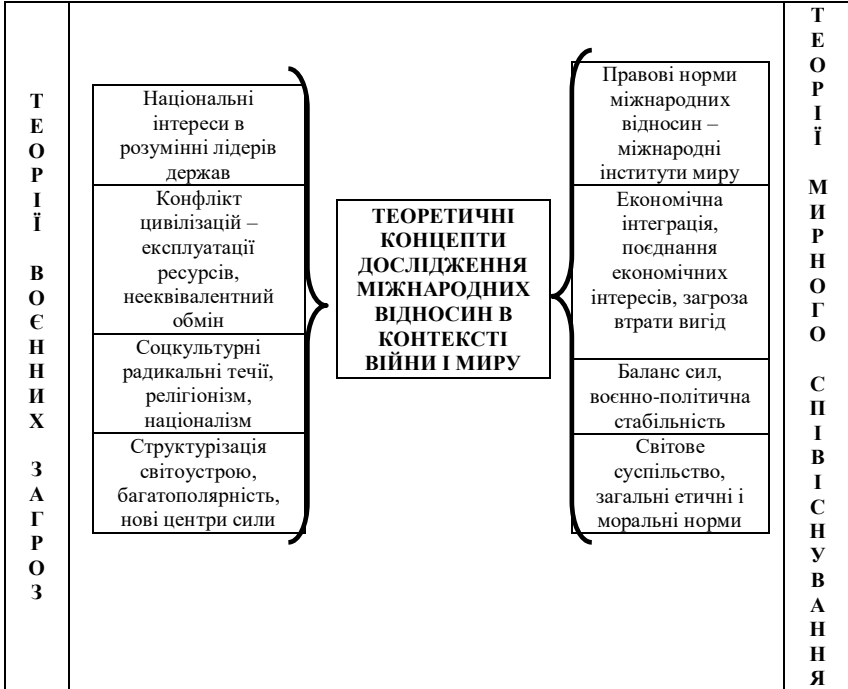 ТЕОРІЇ ВОЄННИХ ЗАГРОЗ
Національні
інтереси в
розумінні лідерів
держав
Конфлікт
цивілізацій –
експлуатації
ресурсів,
нееквівалентний
обмін
Соцкультурні
радикальні течії,
релігіонізм,
націоналізм
Структурізація
світоустрою,
багатополярність,
нові центри сили
ТЕОРЕТИЧНІ
КОНЦЕПТИ
ДОСЛІДЖЕННЯ
МІЖНАРОДНИХ
ВІДНОСИН В
КОНТЕКСТІ
ВІЙНИ І МИРУ
Правові норми
міжнародних
відносин –
міжнародні
інститути миру
Економічна
інтеграція,
поєднання
економічних
інтересів, загроза
втрати вигід
Баланс сил,
воєнно-політична
стабільність
Світове
суспільство,
загальні етичні і
моральні норми
ТЕОРІЇ МИРНОГО СПІВІСНУВАННЯ